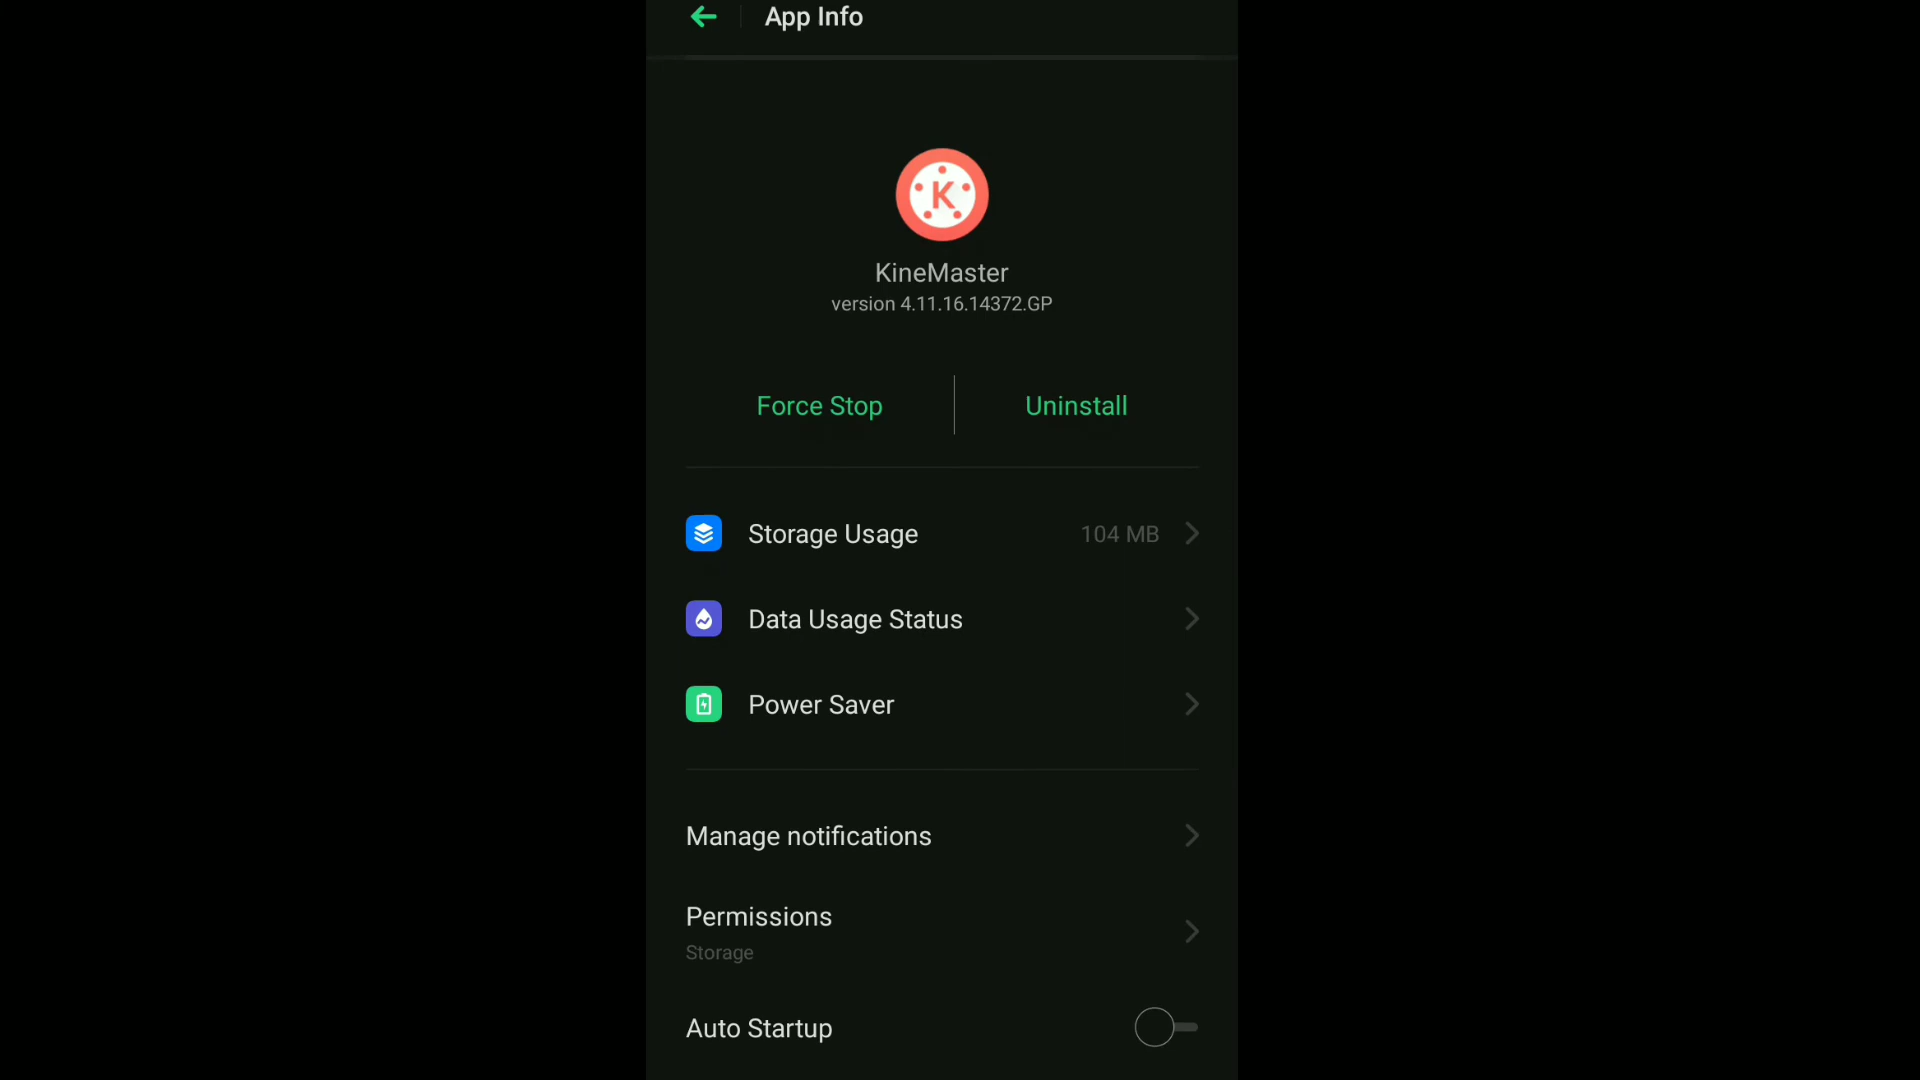 App Info
K
KineMaster
version 4.11.16.14372.GP
Force Stop
Uninstall
Storage Usage 104 MB
Data Usage Status
Power Saver
Manage notifications
Permissions
Storage
Auto Startup